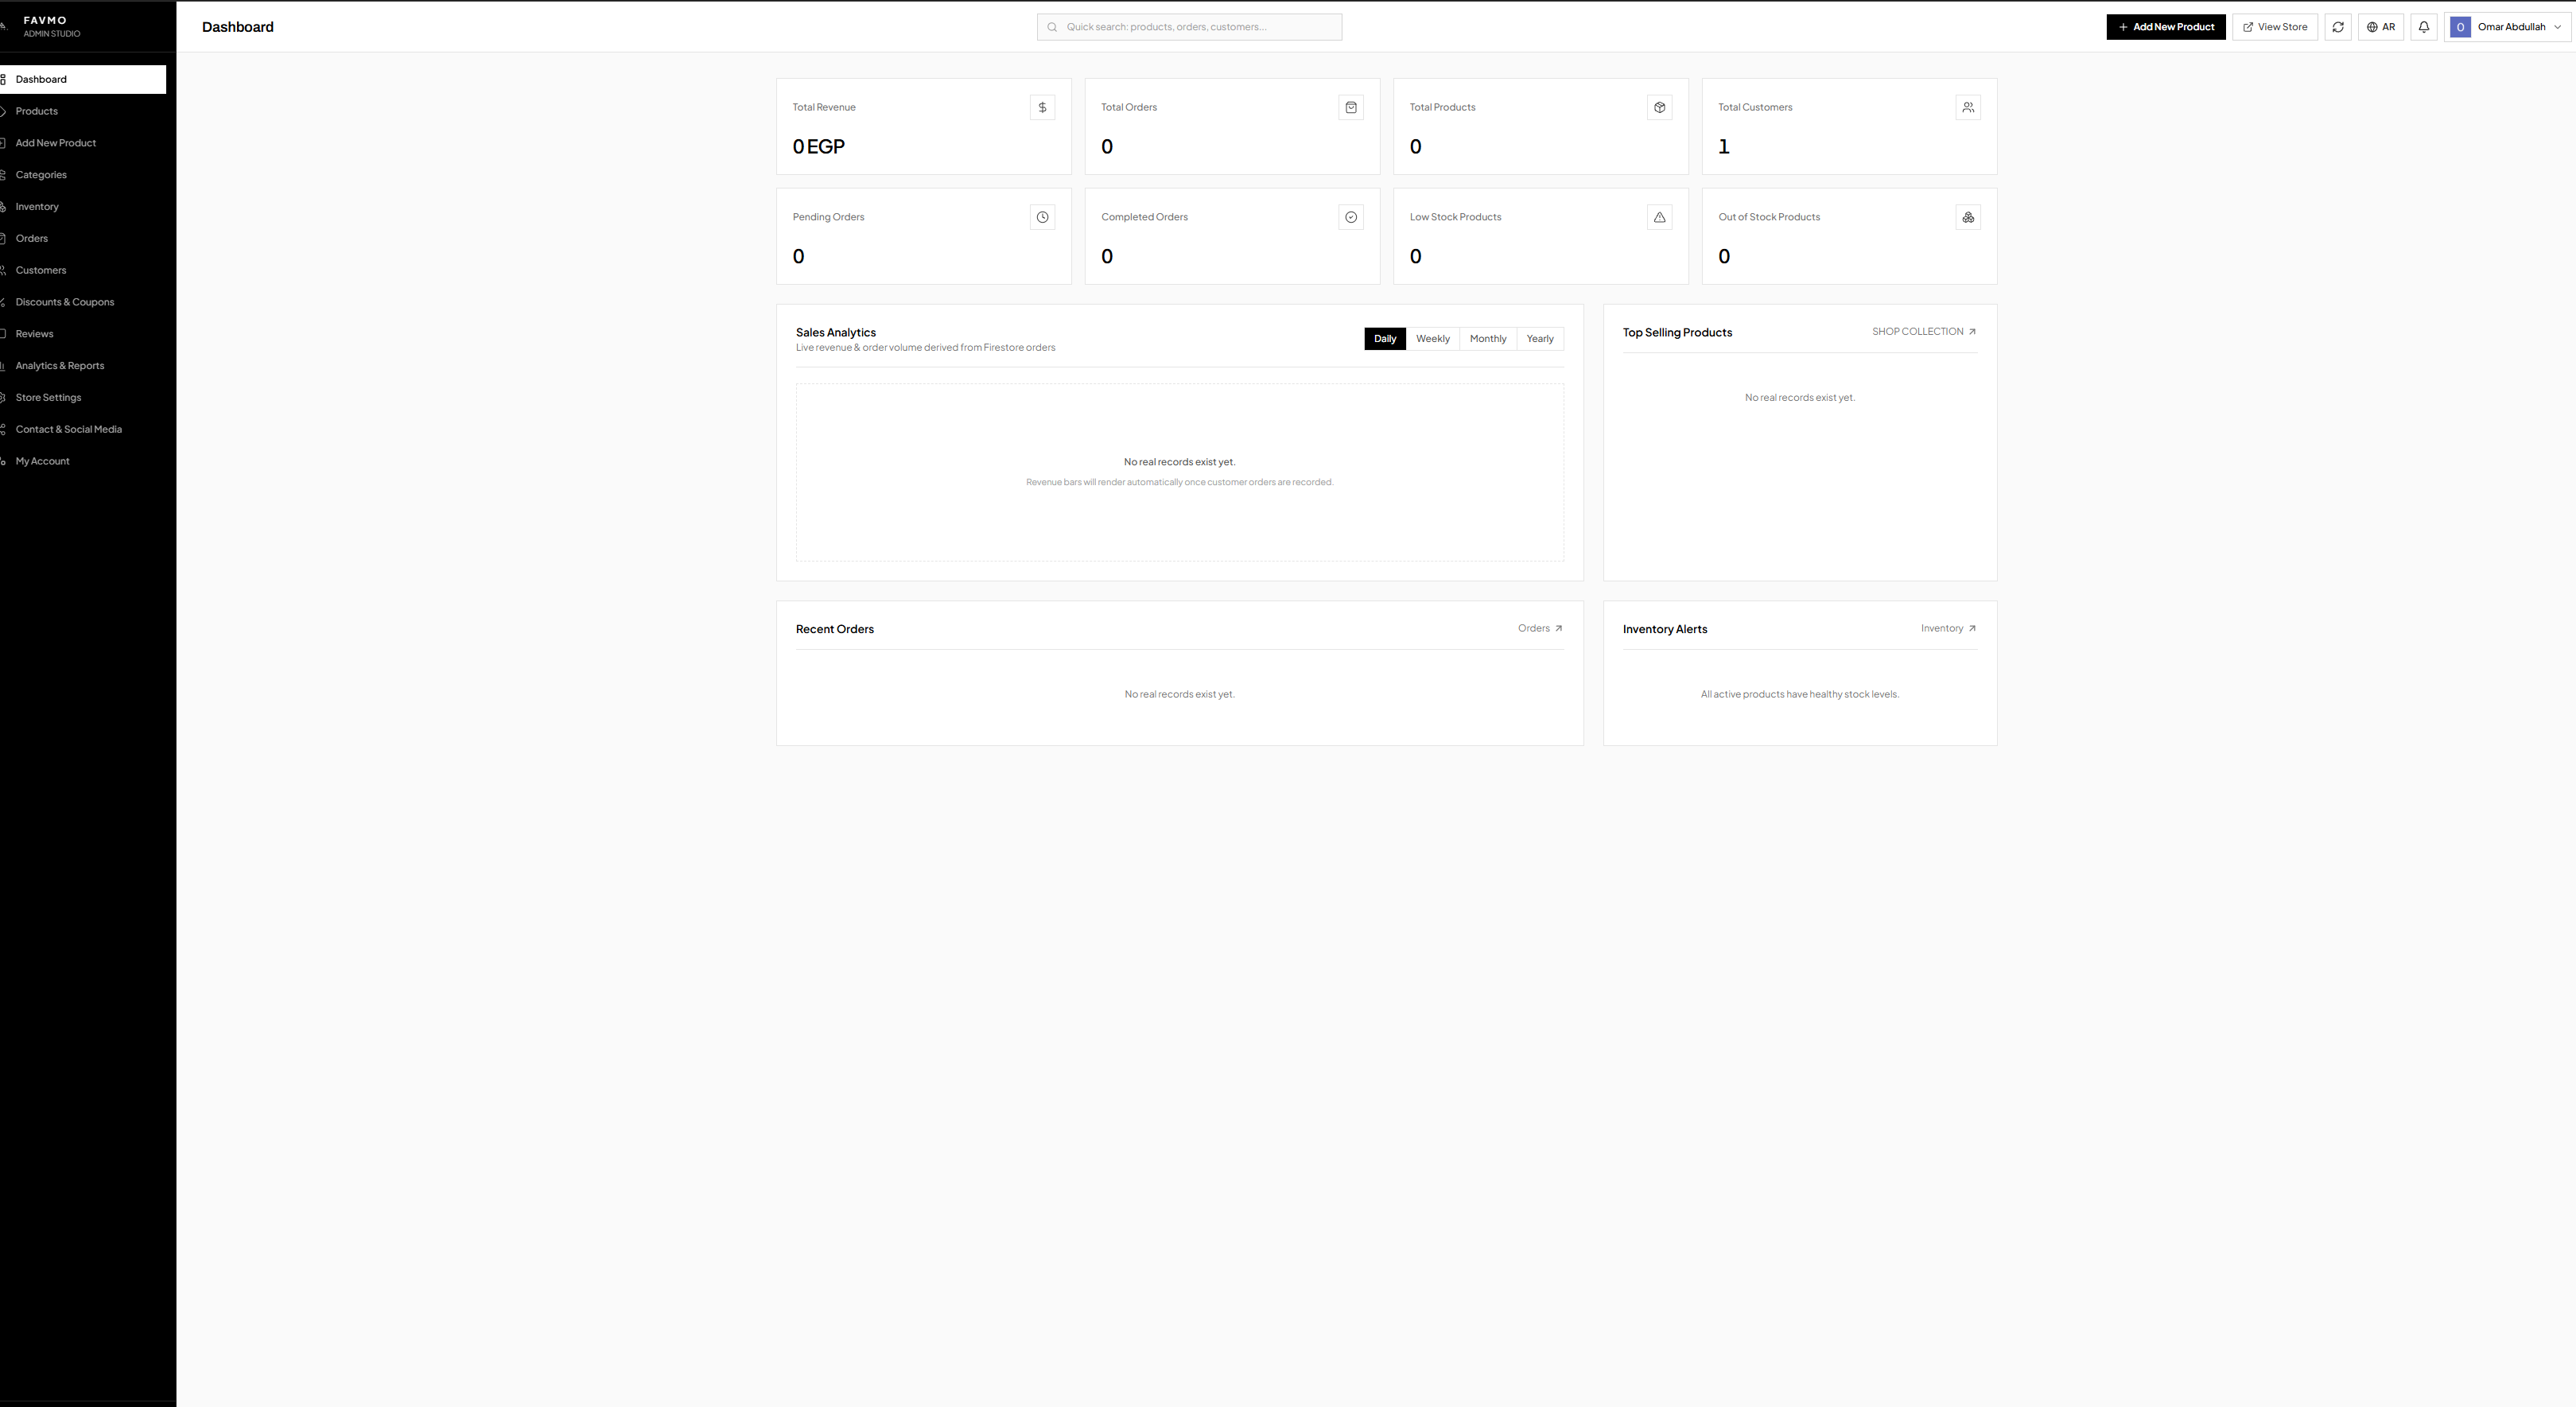 FAVMO
ADMIN STUDIO
Dashboard
Products
Add New Product
Categories
Inventory
Orders
Customers
Discounts & Coupons
Reviews
Analytics & Reports
Store Settings
Contact & Social Media
My Account
Dashboard
Quick search: products, orders, customers...
Add New Product
View Store
AR
O
Omar Abdullah
Total Revenue
0 EGP
Total Orders
0
Total Products
0
Total Customers
1
Pending Orders
0
Completed Orders
0
Low Stock Products
0
Out of Stock Products
0
Sales Analytics
Live revenue & order volume derived from Firestore orders
Daily
Weekly
Monthly
Yearly
No real records exist yet.
Revenue bars will render automatically once customer orders are recorded.
Top Selling Products
SHOP COLLECTION
No real records exist yet.
Recent Orders
Orders
No real records exist yet.
Inventory Alerts
Inventory
All active products have healthy stock levels.